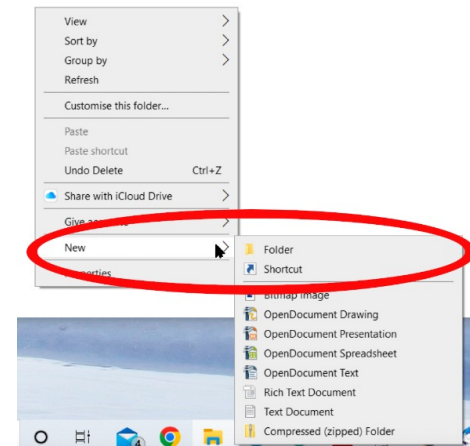 View
Sort by
Group by
Refresh
Customise this folder...
Paste
Paste shortcut
Undo Delete Ctrl+Z
Share with iCloud Drive
Give
New
Folder
Shortcut
Bitmap image
OpenDocument Drawing
OpenDocument Presentation
OpenDocument Spreadsheet
OpenDocument Text
Rich Text Document
Text Document
Compressed (zipped) Folder
4